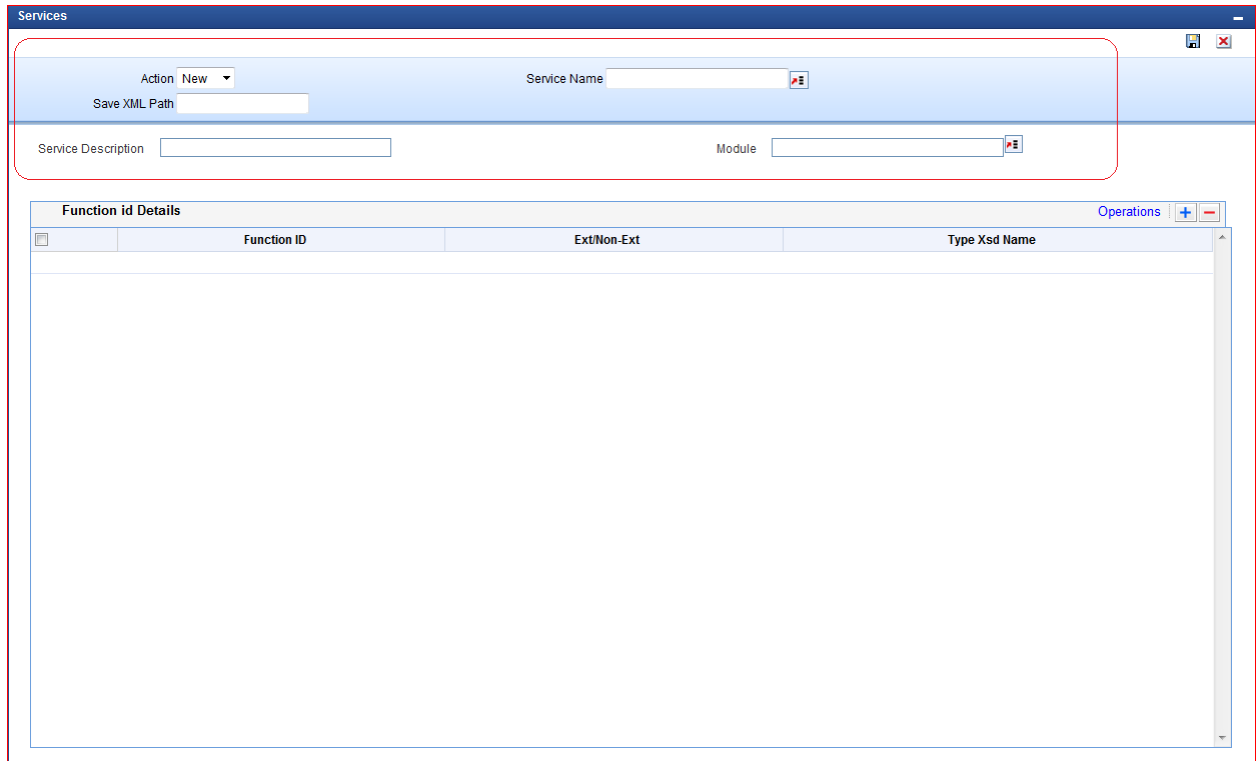 Services
Action New Service Name
Save XML Path
Service Description Module
Function id Details Operations
Function ID Ext/Non-Ext Type Xsd Name